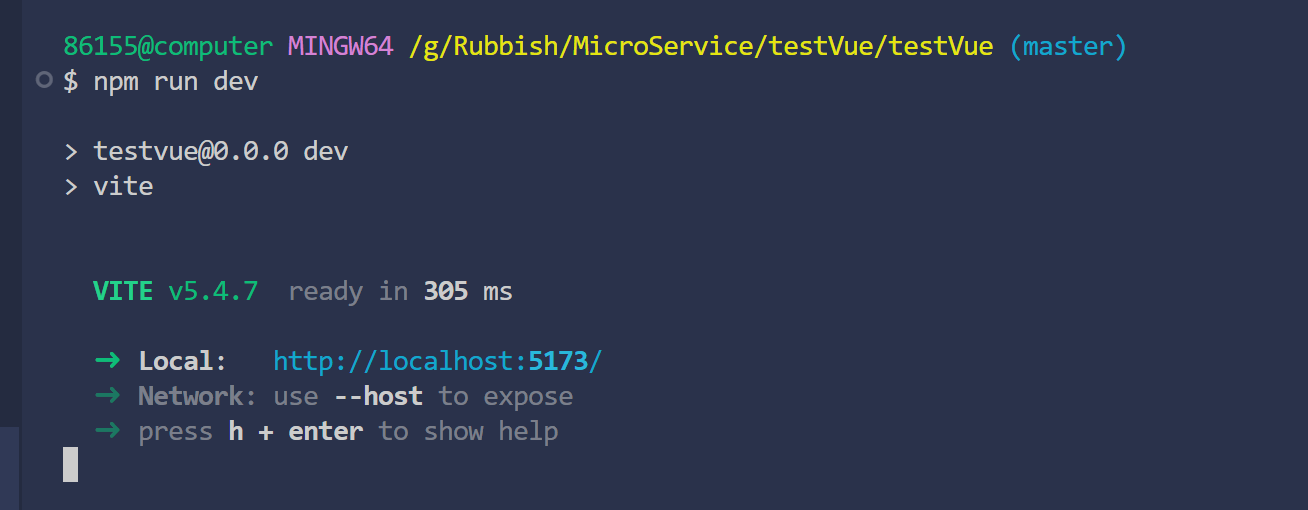 86155@computer MINGW64 /g/Rubbish/MicroService/testVue/testVue (master)
$ npm run dev
> testvue@0.0.0 dev
> vite
VITE v5.4.7  ready in 305 ms
➜ Local:   http://localhost:5173/
➜ Network: use --host to expose
➜ press h + enter to show help